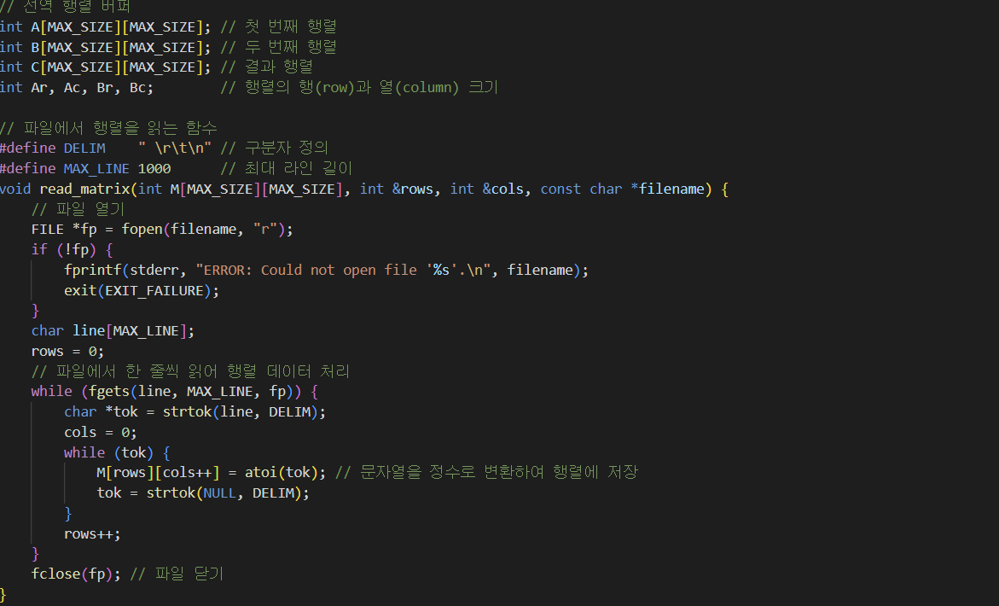 // 전역 행렬 버퍼
int A[MAX_SIZE][MAX_SIZE]; // 첫 번째 행렬
int B[MAX_SIZE][MAX_SIZE]; // 두 번째 행렬
int C[MAX_SIZE][MAX_SIZE]; // 결과 행렬
int Ar, Ac, Br, Bc;        // 행렬의 행(row)과 열(column) 크기

// 파일에서 행렬을 읽는 함수
#define DELIM    " \r\t\n" // 구분자 정의
#define MAX_LINE 1000      // 최대 라인 길이
void read_matrix(int M[MAX_SIZE][MAX_SIZE], int &rows, int &cols, const char *filename) {
    // 파일 열기
    FILE *fp = fopen(filename, "r");
    if (!fp) {
        fprintf(stderr, "ERROR: Could not open file '%s'.\n", filename);
        exit(EXIT_FAILURE);
    }
    char line[MAX_LINE];
    rows = 0;
    // 파일에서 한 줄씩 읽어 행렬 데이터 처리
    while (fgets(line, MAX_LINE, fp)) {
        char *tok = strtok(line, DELIM);
        cols = 0;
        while (tok) {
            M[rows][cols++] = atoi(tok); // 문자열을 정수로 변환하여 행렬에 저장
            tok = strtok(NULL, DELIM);
        }
        rows++;
    }
    fclose(fp); // 파일 닫기
}